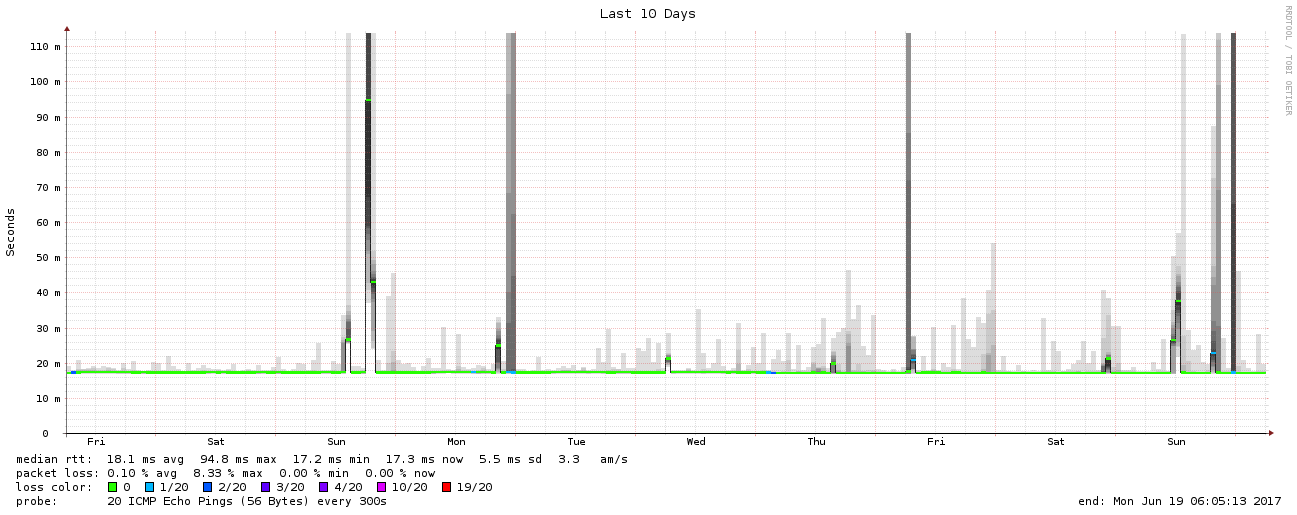 Last 10 Days
RRDTOOL / TOBI OETIKER
Seconds
110 m
100 m
90 m
80 m
70 m
60 m
50 m
40 m
30 m
20 m
10 m
0
Fri Sat Sun Mon Tue Wed Thu Fri Sat Sun
median rtt: 18.1 ms avg 94.8 ms max 17.2 ms min 17.3 ms now 5.5 ms sd 3.3 am/s
packet loss: 0.10 % avg 8.33 % max 0.00 % min 0.00 % now
loss color: 0 1/20 2/20 3/20 4/20 10/20 19/20
probe: 20 ICMP Echo Pings (56 Bytes) every 300s end: Mon Jun 19 06:05:13 2017